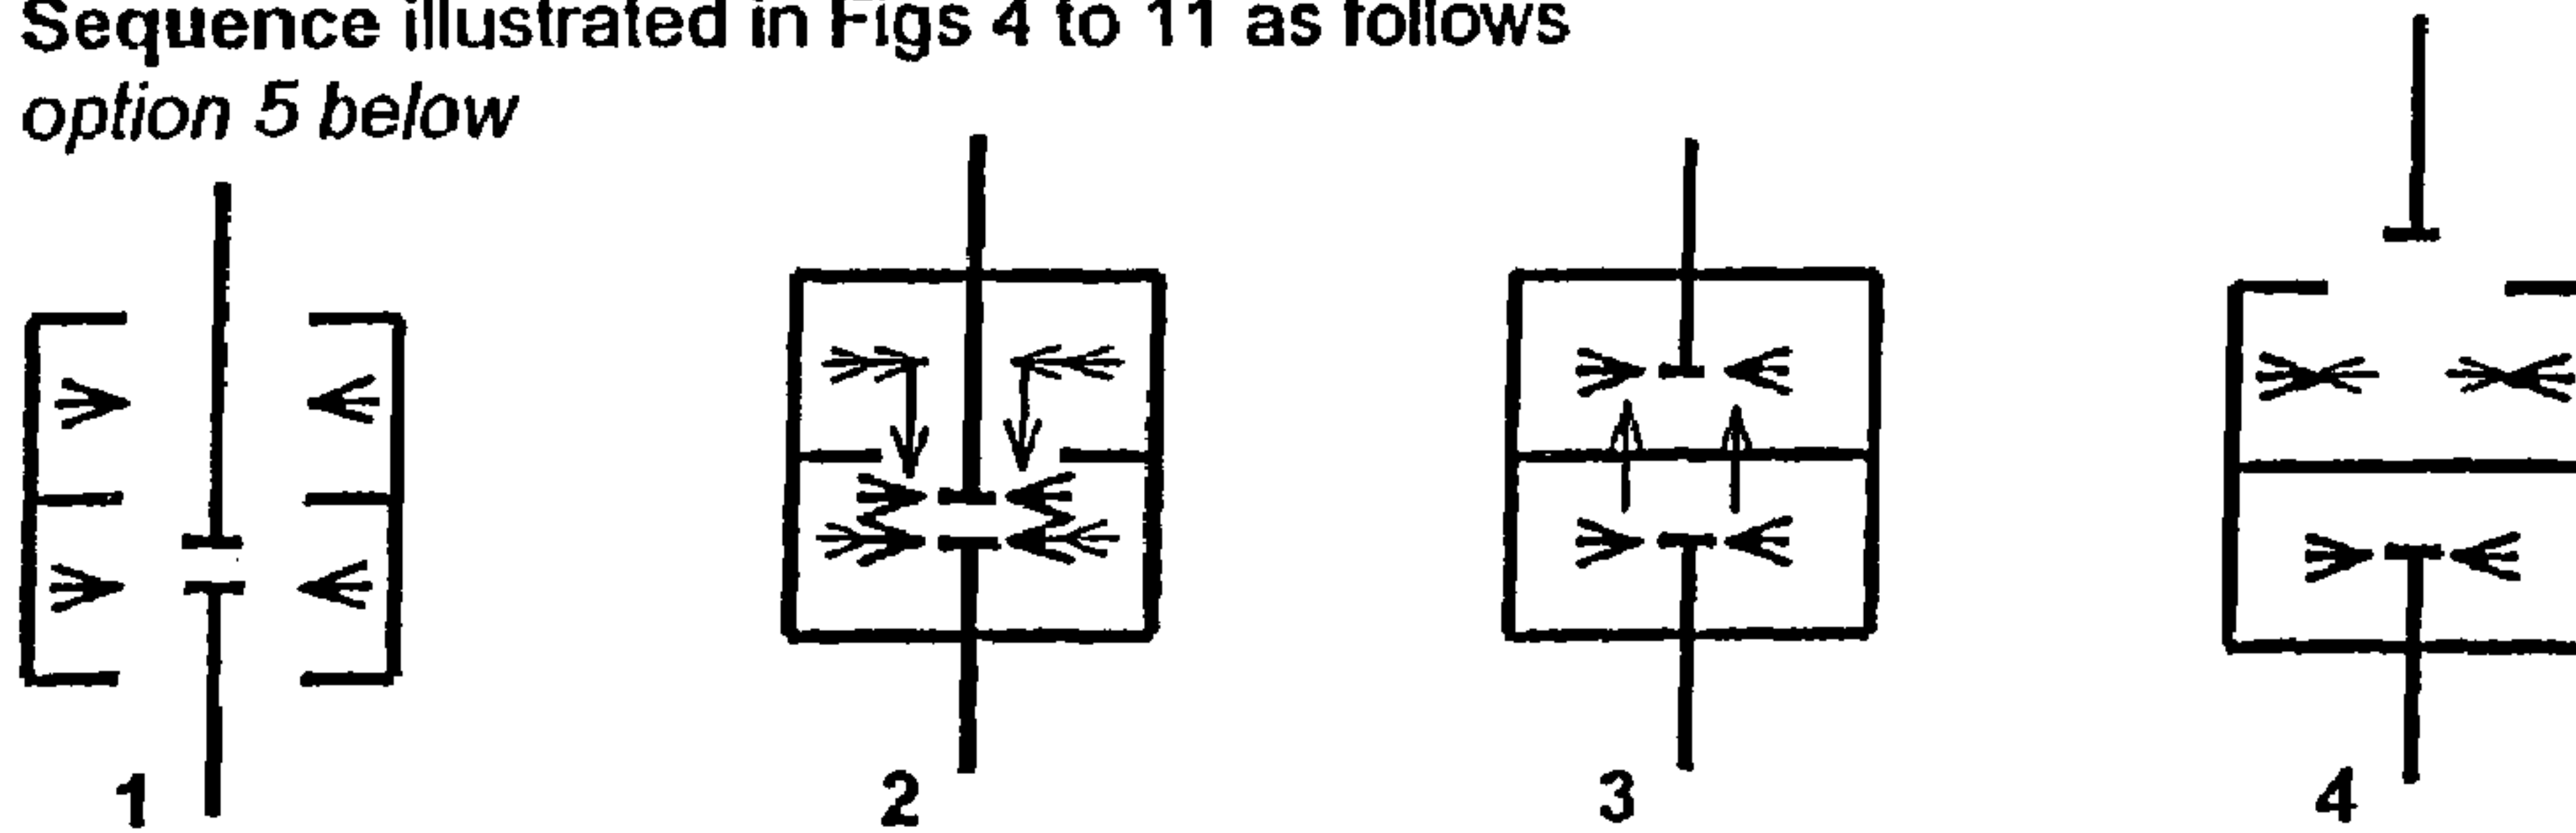 Sequence illustrated in Figs 4 to 11 as follows
option 5 below
1 2 3 4